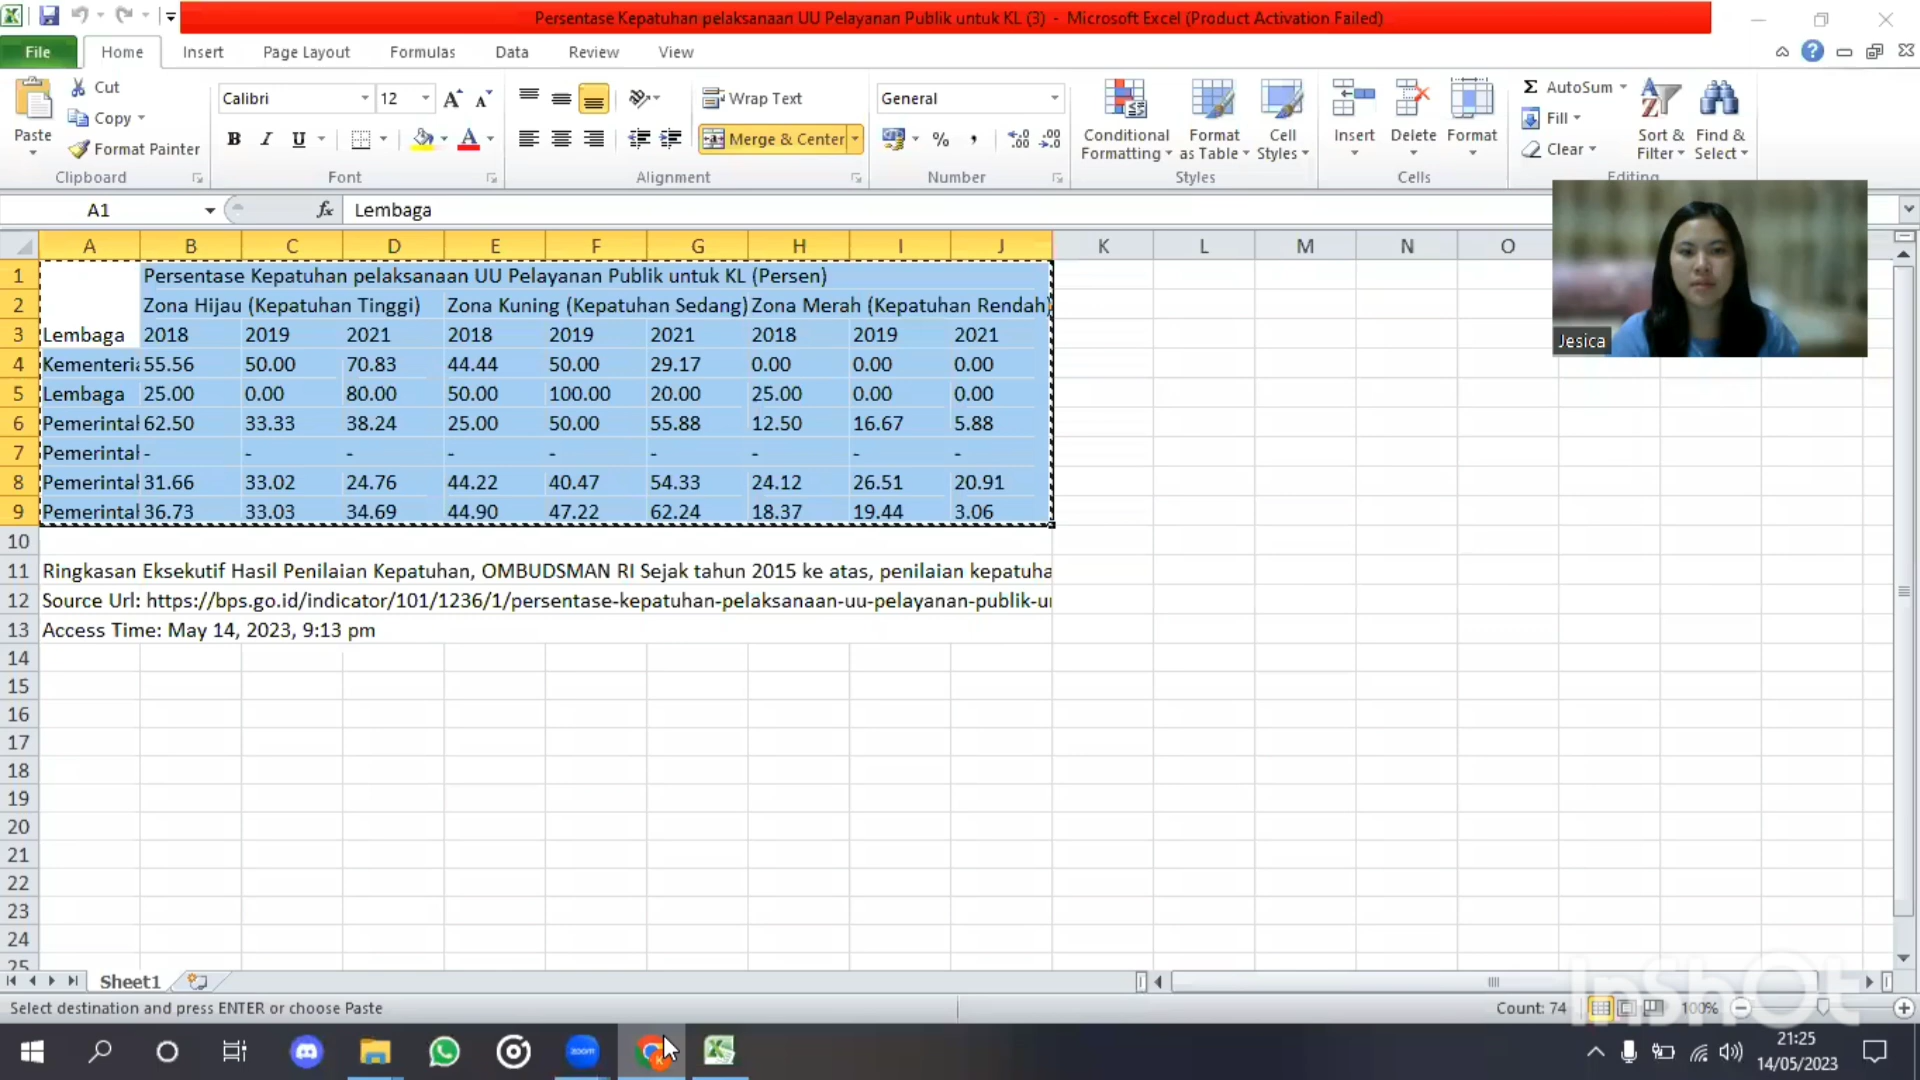 Persentase Kepatuhan pelaksanaan UU Pelayanan Publik untuk KL (3) - Microsoft Excel (Product Activation Failed)
File Home Insert Page Layout Formulas Data Review View
Paste
Cut
Copy
Format Painter
Clipboard
Calibri 12
B I U
Font
Wrap Text
Merge & Center
Alignment
General
% ,
Number
Conditional Formatting
Format as Table
Cell Styles
Styles
Insert Delete Format
Cells
Σ AutoSum
Fill
Clear
Sort & Filter
Find & Select
Editing
A1 fx Lembaga
A B C D E F G H I J K L M N O
1 Persentase Kepatuhan pelaksanaan UU Pelayanan Publik untuk KL (Persen)
2 Zona Hijau (Kepatuhan Tinggi) Zona Kuning (Kepatuhan Sedang) Zona Merah (Kepatuhan Rendah)
3 Lembaga 2018 2019 2021 2018 2019 2021 2018 2019 2021
4 Kementeria 55.56 50.00 70.83 44.44 50.00 29.17 0.00 0.00 0.00
5 Lembaga 25.00 0.00 80.00 50.00 100.00 20.00 25.00 0.00 0.00
6 Pemerintal 62.50 33.33 38.24 25.00 50.00 55.88 12.50 16.67 5.88
7 Pemerintal - - - - - - - - -
8 Pemerintal 31.66 33.02 24.76 44.22 40.47 54.33 24.12 26.51 20.91
9 Pemerintal 36.73 33.03 34.69 44.90 47.22 62.24 18.37 19.44 3.06
10
11 Ringkasan Eksekutif Hasil Penilaian Kepatuhan, OMBUDSMAN RI Sejak tahun 2015 ke atas, penilaian kepatuha
12 Source Url: https://bps.go.id/indicator/101/1236/1/persentase-kepatuhan-pelaksanaan-uu-pelayanan-publik-u
13 Access Time: May 14, 2023, 9:13 pm
14
15
16
17
18
19
20
21
22
23
24
25
Jesica
Sheet1
InShOt
Select destination and press ENTER or choose Paste Count: 74 100%
zoom
21:25
14/05/2023